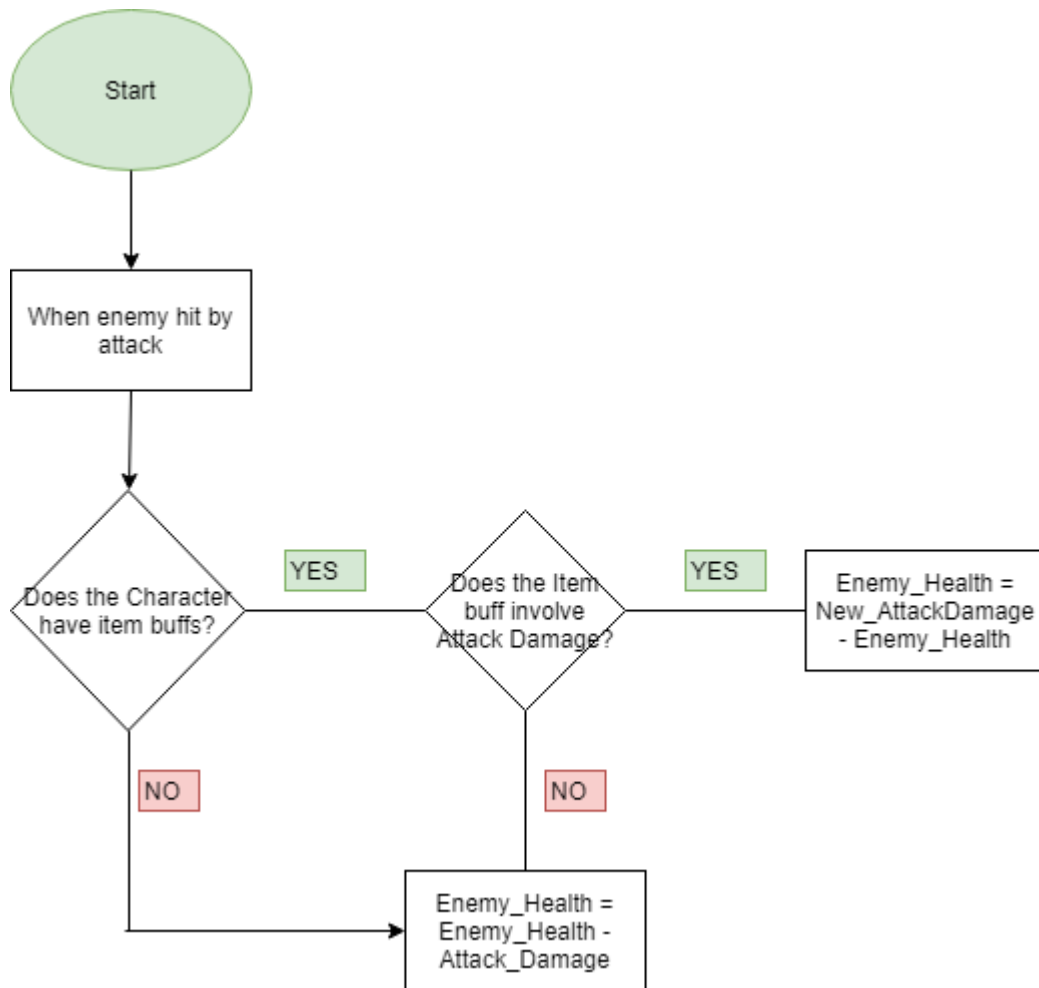 Start
When enemy hit by
attack
Does the Character
have item buffs?
YES
Does the Item
buff involve
Attack Damage?
YES
Enemy_Health =
New_AttackDamage
- Enemy_Health
NO
NO
Enemy_Health =
Enemy_Health -
Attack_Damage